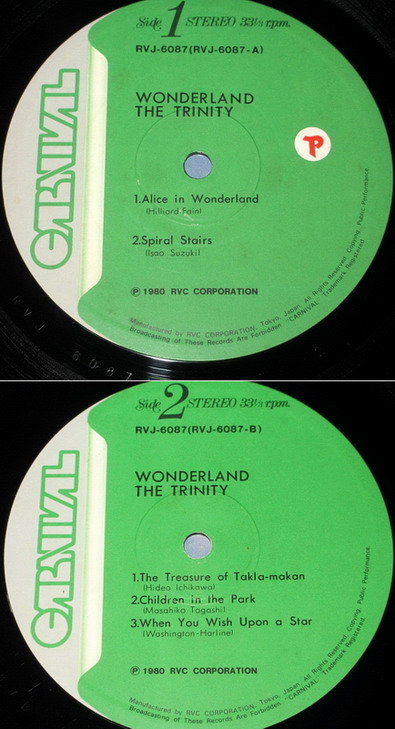 Side 1 STEREO 33⅓ rpm.
RVJ-6087(RVJ-6087-A)
CARNIVAL
WONDERLAND
THE TRINITY
P
1.Alice in Wonderland
(Hilliard Fain)
2.Spiral Stairs
(Isao Suzuki)
Ⓟ 1980 RVC CORPORATION
Manufactured by RVC CORPORATION, Tokyo, Japan. All Rights Reserved, Copying, Public Performance,
Broadcasting of These Records Are Forbidden. "CARNIVAL" Trademark Registered.
RV 6087
Side 2 STEREO 33⅓ rpm.
RVJ-6087(RVJ-6087-B)
CARNIVAL
WONDERLAND
THE TRINITY
1.The Treasure of Takla-makan
(Hideo Ichikawa)
2.Children in the Park
(Masahiko Togashi)
3.When You Wish Upon a Star
(Washington-Harline)
Ⓟ 1980 RVC CORPORATION
Manufactured by RVC CORPORATION, Tokyo, Japan. All Rights Reserved, Copying, Public Performance,
Broadcasting of These Records Are Forbidden. "CARNIVAL" Trademark Registered.